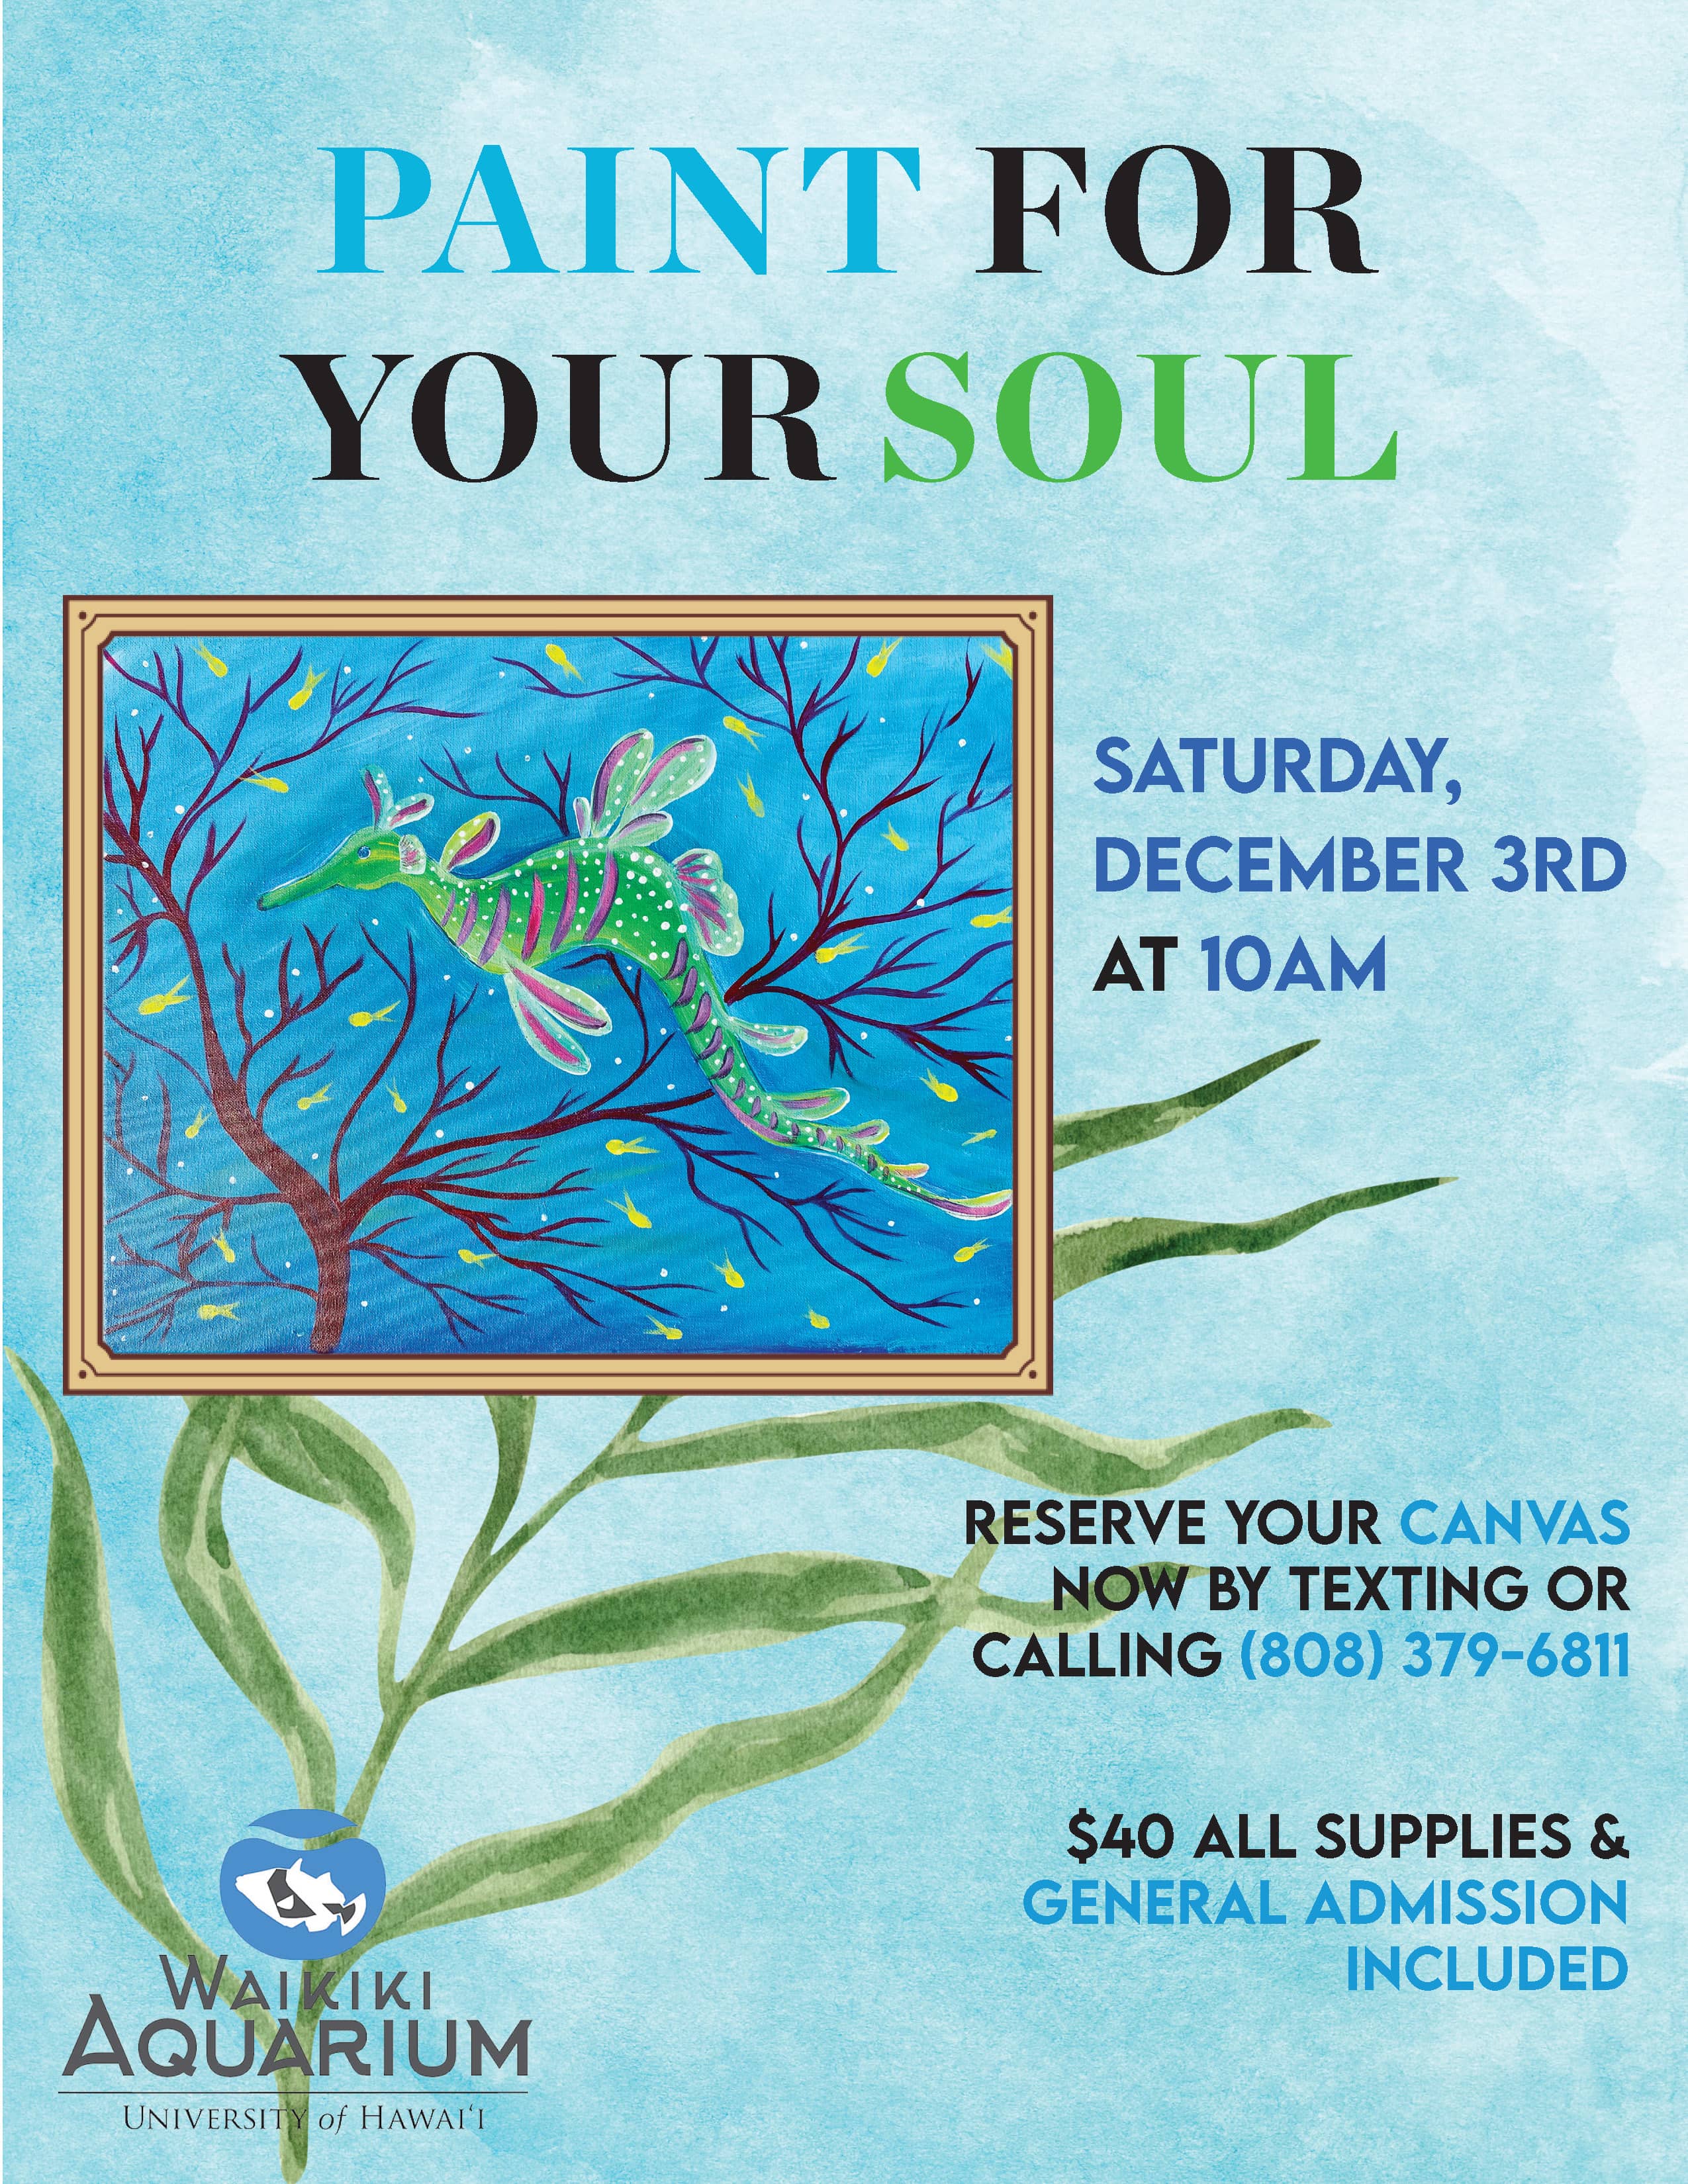 PAINT FOR
YOUR SOUL
SATURDAY,
DECEMBER 3RD
AT 10AM
RESERVE YOUR CANVAS
NOW BY TEXTING OR
CALLING (808) 379-6811
$40 ALL SUPPLIES &
GENERAL ADMISSION
INCLUDED
WAIKIKI
AQUARIUM
UNIVERSITY of HAWAIʻI